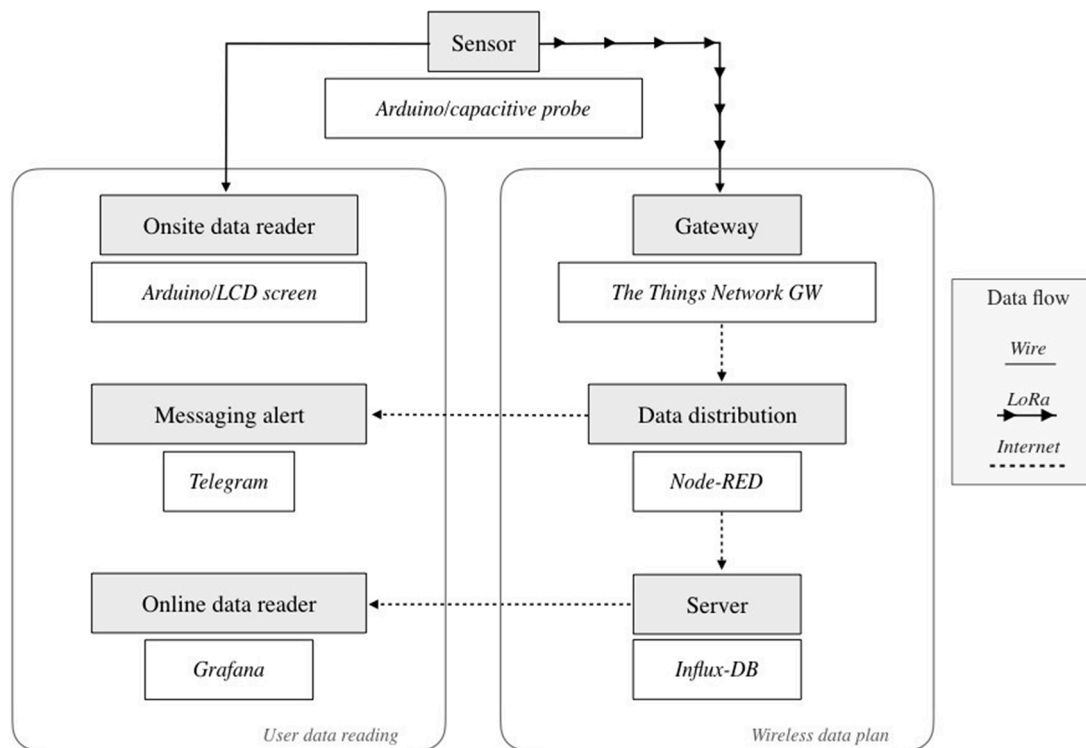 Sensor
Arduino/capacitive probe
Onsite data reader
Arduino/LCD screen
Messaging alert
Telegram
Online data reader
Grafana
User data reading
Gateway
The Things Network GW
Data distribution
Node-RED
Server
Influx-DB
Wireless data plan
Data flow
Wire
LoRa
Internet